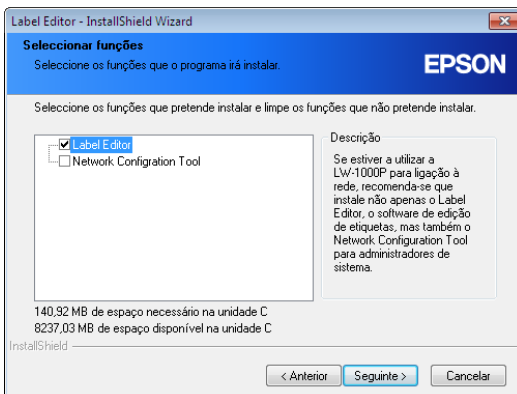 Label Editor - InstallShield Wizard
Seleccionar funções
Seleccione os funções que o programa irá instalar.
EPSON
Seleccione os funções que pretende instalar e limpe os funções que não pretende instalar.
Label Editor
Network Configration Tool
Descrição
Se estiver a utilizar a
LW-1000P para ligação à
rede, recomenda-se que
instale não apenas o Label
Editor, o software de edição
de etiquetas, mas também o
Network Configuration Tool
para administradores de
sistema.
140,92 MB de espaço necessário na unidade C
8237,03 MB de espaço disponível na unidade C
InstallShield
< Anterior
Seguinte >
Cancelar